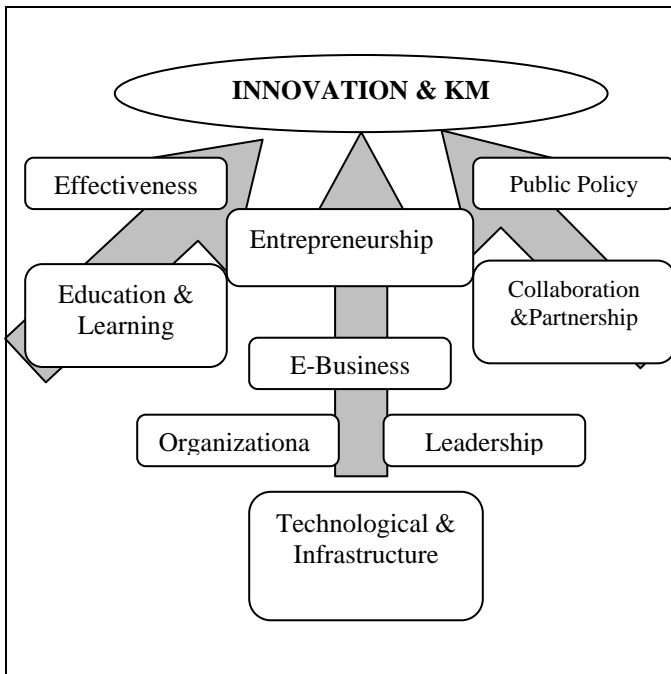 INNOVATION & KM
Effectiveness
Public Policy
Entrepreneurship
Education &
Learning
Collaboration
&Partnership
E-Business
Organizationa
Leadership
Technological &
Infrastructure